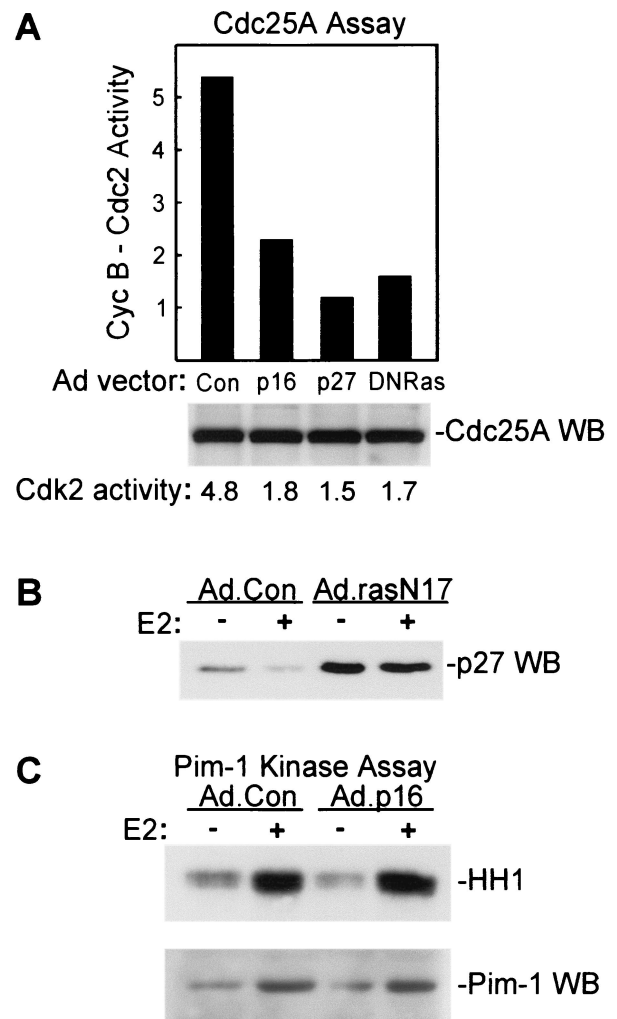 A
Cdc25A Assay
Cyc B - Cdc2 Activity
5
4
3
2
1
Ad vector: Con p16 p27 DNRas
-Cdc25A WB
Cdk2 activity: 4.8 1.8 1.5 1.7
B
Ad.Con Ad.rasN17
E2: - + - +
-p27 WB
C
Pim-1 Kinase Assay
Ad.Con Ad.p16
E2: - + - +
-HH1
-Pim-1 WB